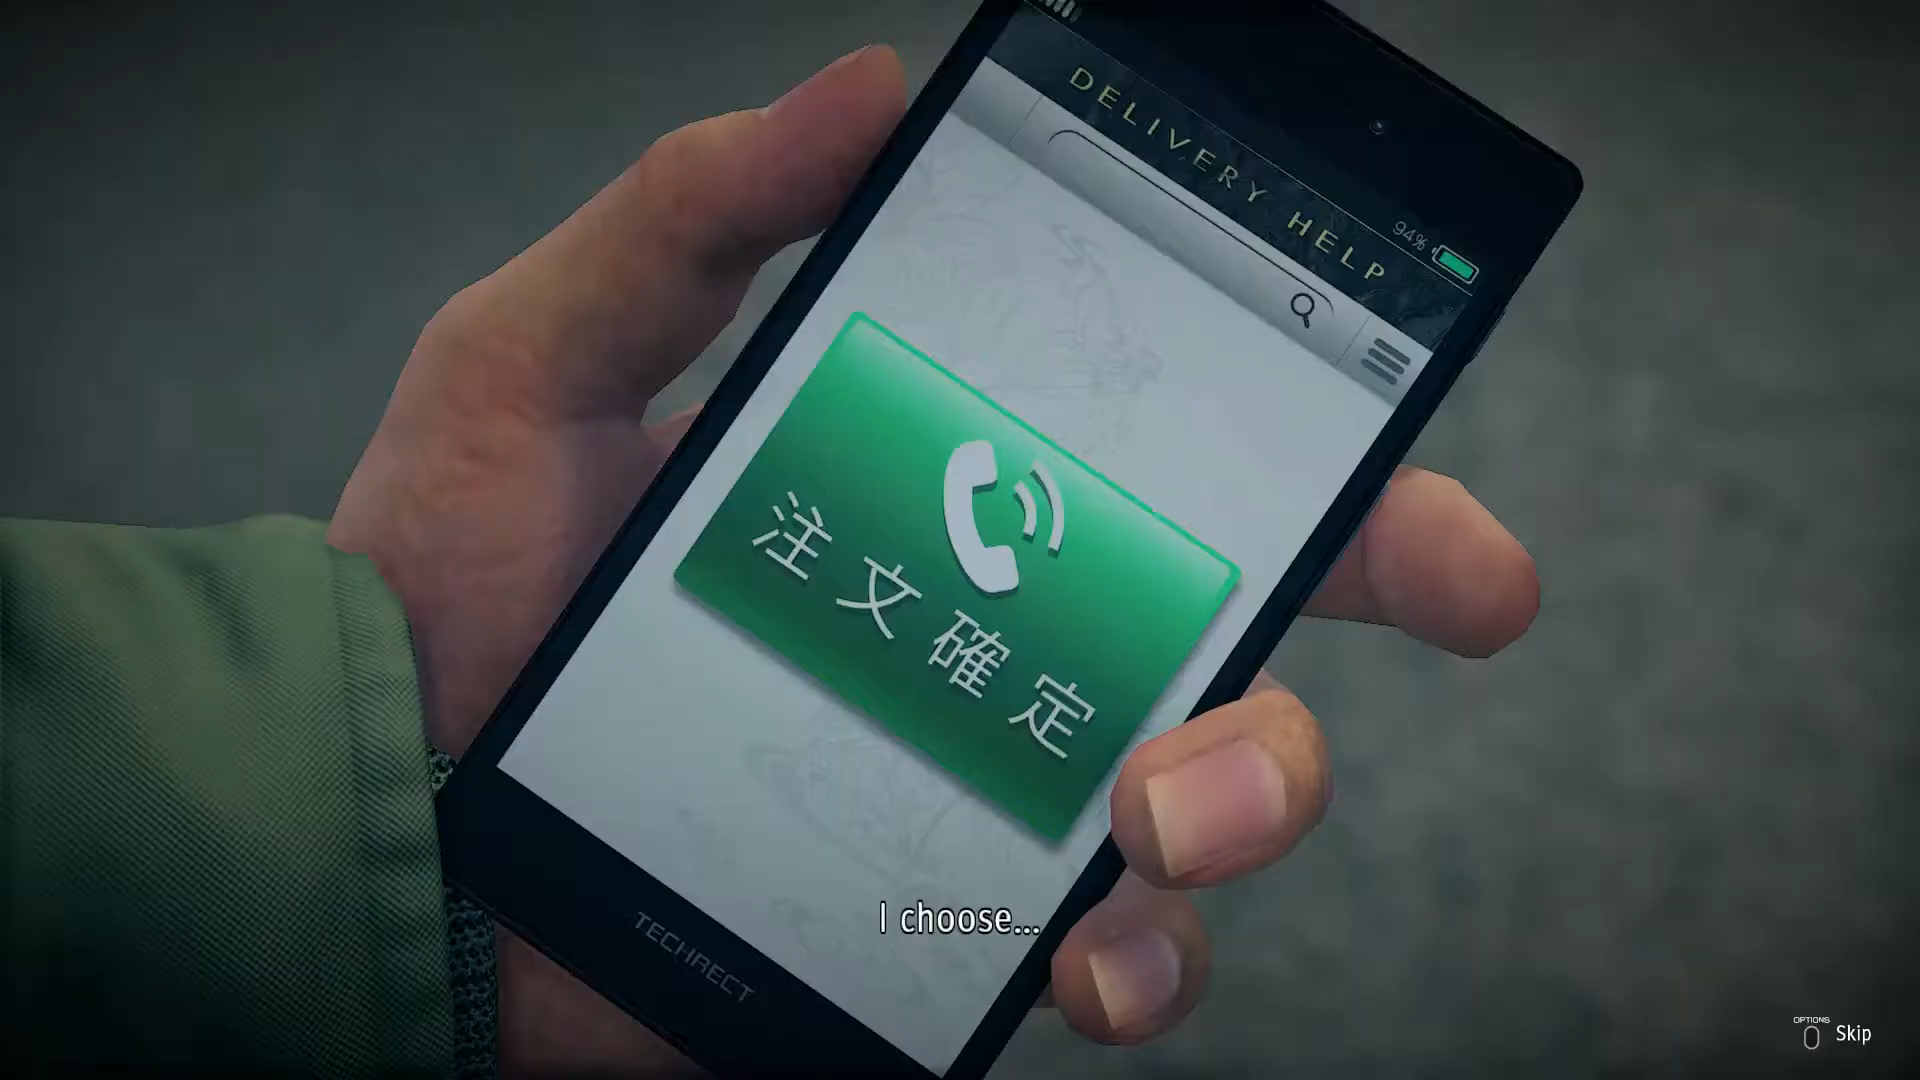 DELIVERY HELP
94%
注文確定
I choose...
TECHRECT
OPTIONS
Skip